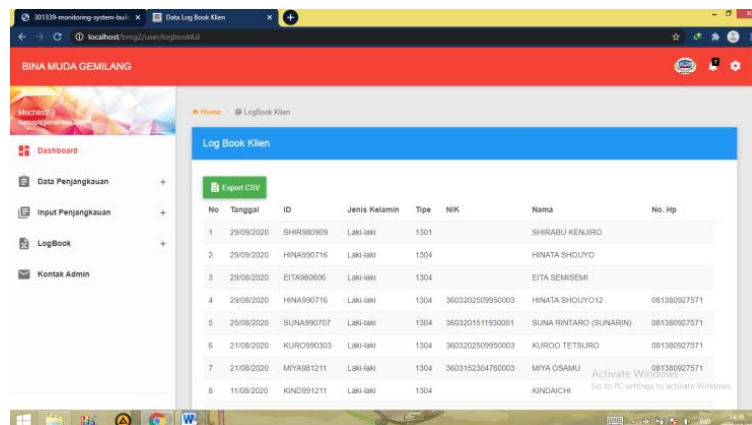 301339-monitoring-system-buil
Data Log Book Klien
localhost/bmg2/user/logbookKd
BINA MUDA GEMILANG
Home
LogBook Klien
Log Book Klien
Dashboard
Data Penjangkauan +
Input Penjangkauan +
LogBook +
Kontak Admin
Export CSV
No Tanggal ID Jenis Kelamin Tipe NIK Nama No. Hp
1 29/09/2020 SHIR980909 Laki-laki 1301 SHIRABU KENJIRO
2 29/09/2020 HINA990716 Laki-laki 1304 HINATA SHOUYO
3 29/08/2020 EITA960606 Laki-laki 1304 EITA SEMISEMI
4 29/08/2020 HINA990716 Laki-laki 1304 3603202509950003 HINATA SHOUYO12 081380927571
5 25/08/2020 SUNA990707 Laki-laki 1304 3603201511930001 SUNA RINTARO (SUNARIN) 081380927571
6 21/08/2020 KURO990303 Laki-laki 1304 3603202509950003 KUROO TETSURO 081380927571
7 21/08/2020 MIYA981211 Laki-laki 1304 3603152304760003 MIYA OSAMU 081380927571
8 11/08/2020 KIND991211 Laki-laki 1304 KINDAICHI
Activate Windows
Go to PC settings to activate Windows.